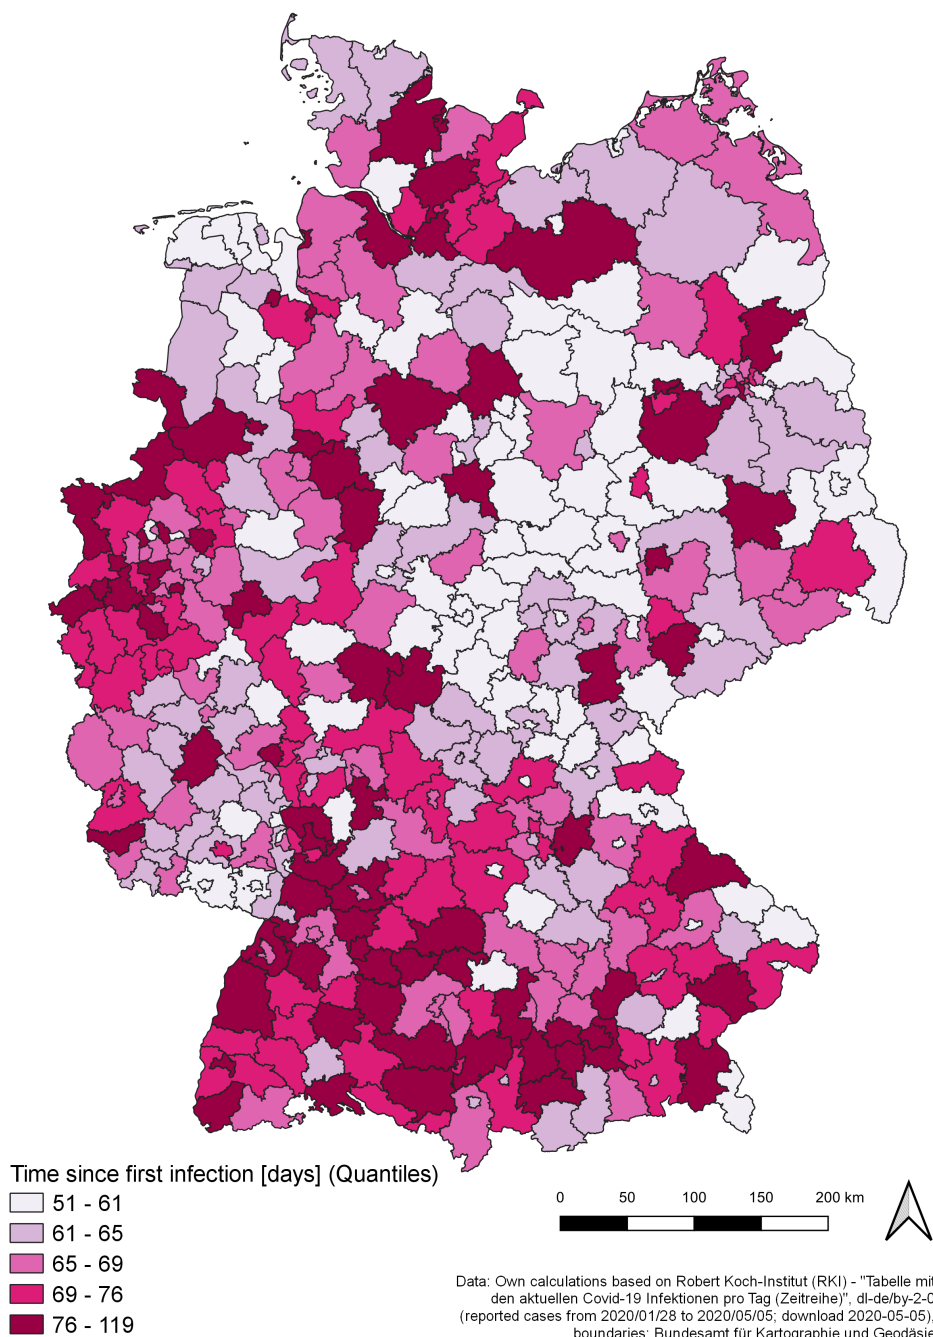 Time since first infection [days] (Quantiles)
51 - 61
61 - 65
65 - 69
69 - 76
76 - 119
0 50 100 150 200 km
Data: Own calculations based on Robert Koch-Institut (RKI) - "Tabelle mit
den aktuellen Covid-19 Infektionen pro Tag (Zeitreihe)", dl-de/by-2-0
(reported cases from 2020/01/28 to 2020/05/05; download 2020-05-05),
boundaries: Bundesamt für Kartographie und Geodäsie